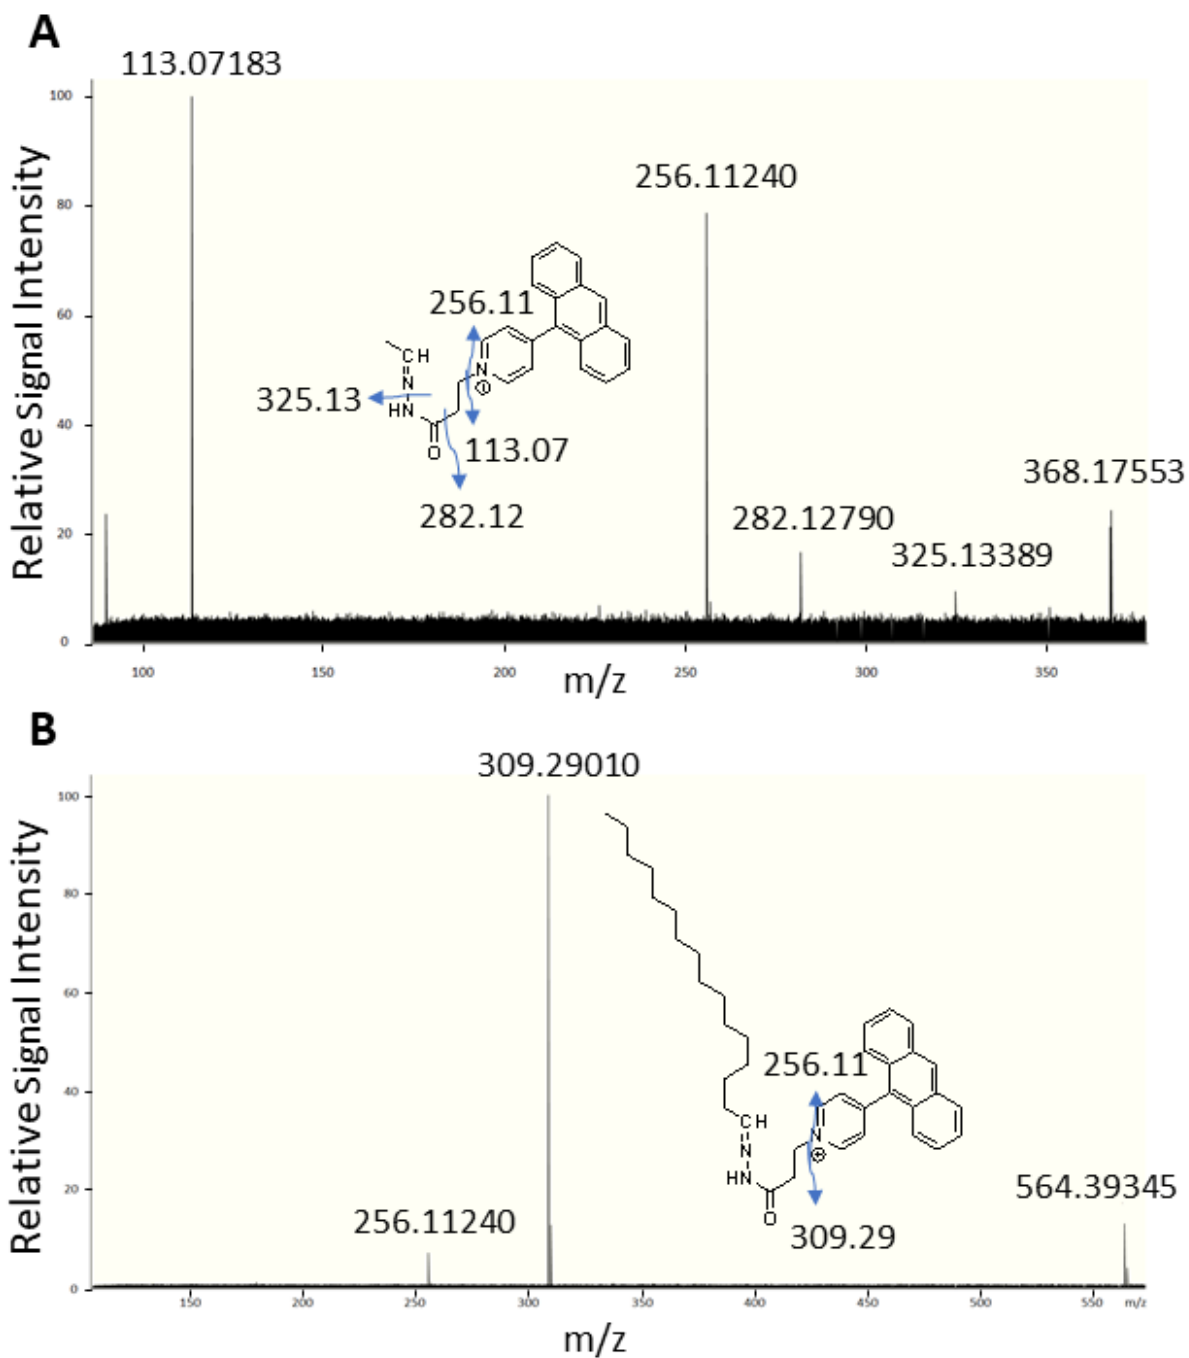 A
113.07183
100
256.11240
80
Relative Signal Intensity
256.11
60
CH
N
N
325.13
HN
40
O
113.07
368.17553
282.12
282.12790
20
325.13389
0
100
150
200
250
300
350
m/z
B
309.29010
100
80
Relative Signal Intensity
60
256.11
40
CH
N
N
⊕
N
HN
20
O
564.39345
256.11240
309.29
0
150
200
250
300
350
400
450
500
550
m/z
m/z